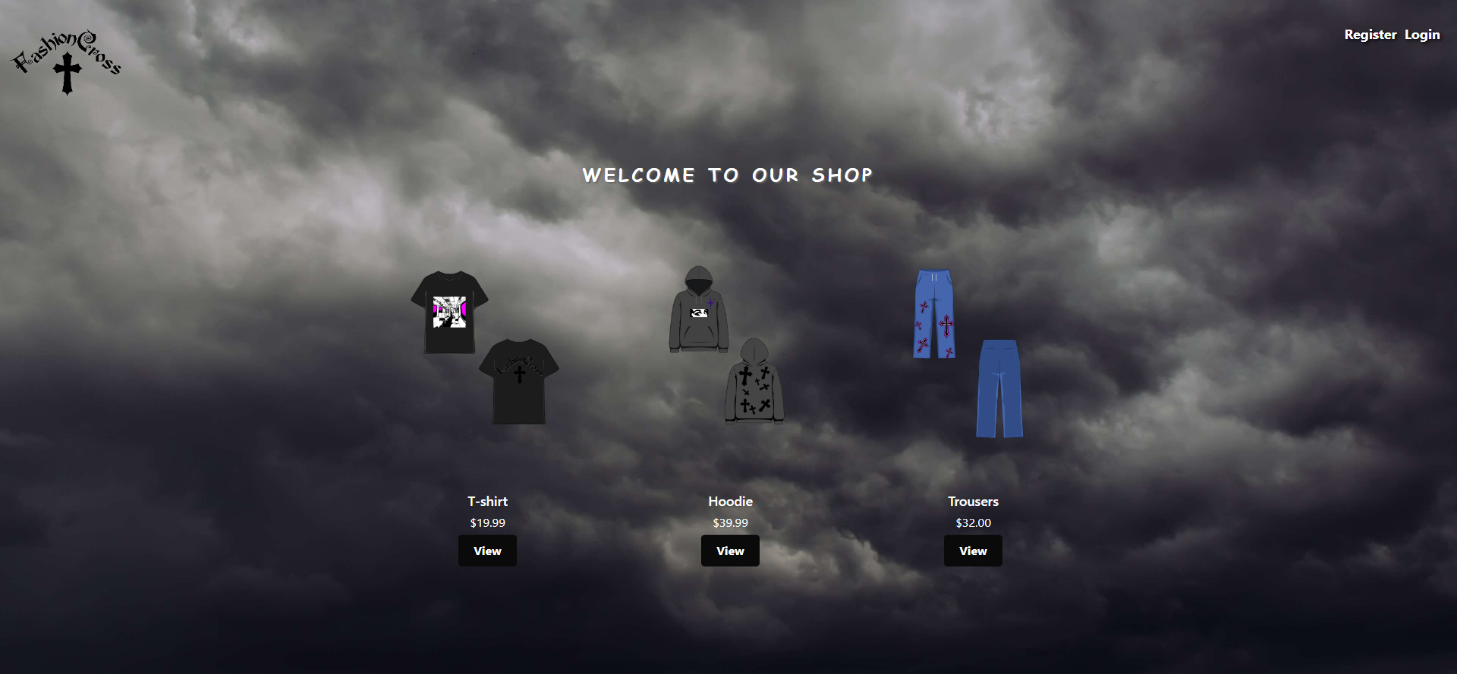 FashionCross
Register Login
WELCOME TO OUR SHOP
T-shirt
Hoodie
Trousers
$19.99
$39.99
$32.00
View
View
View